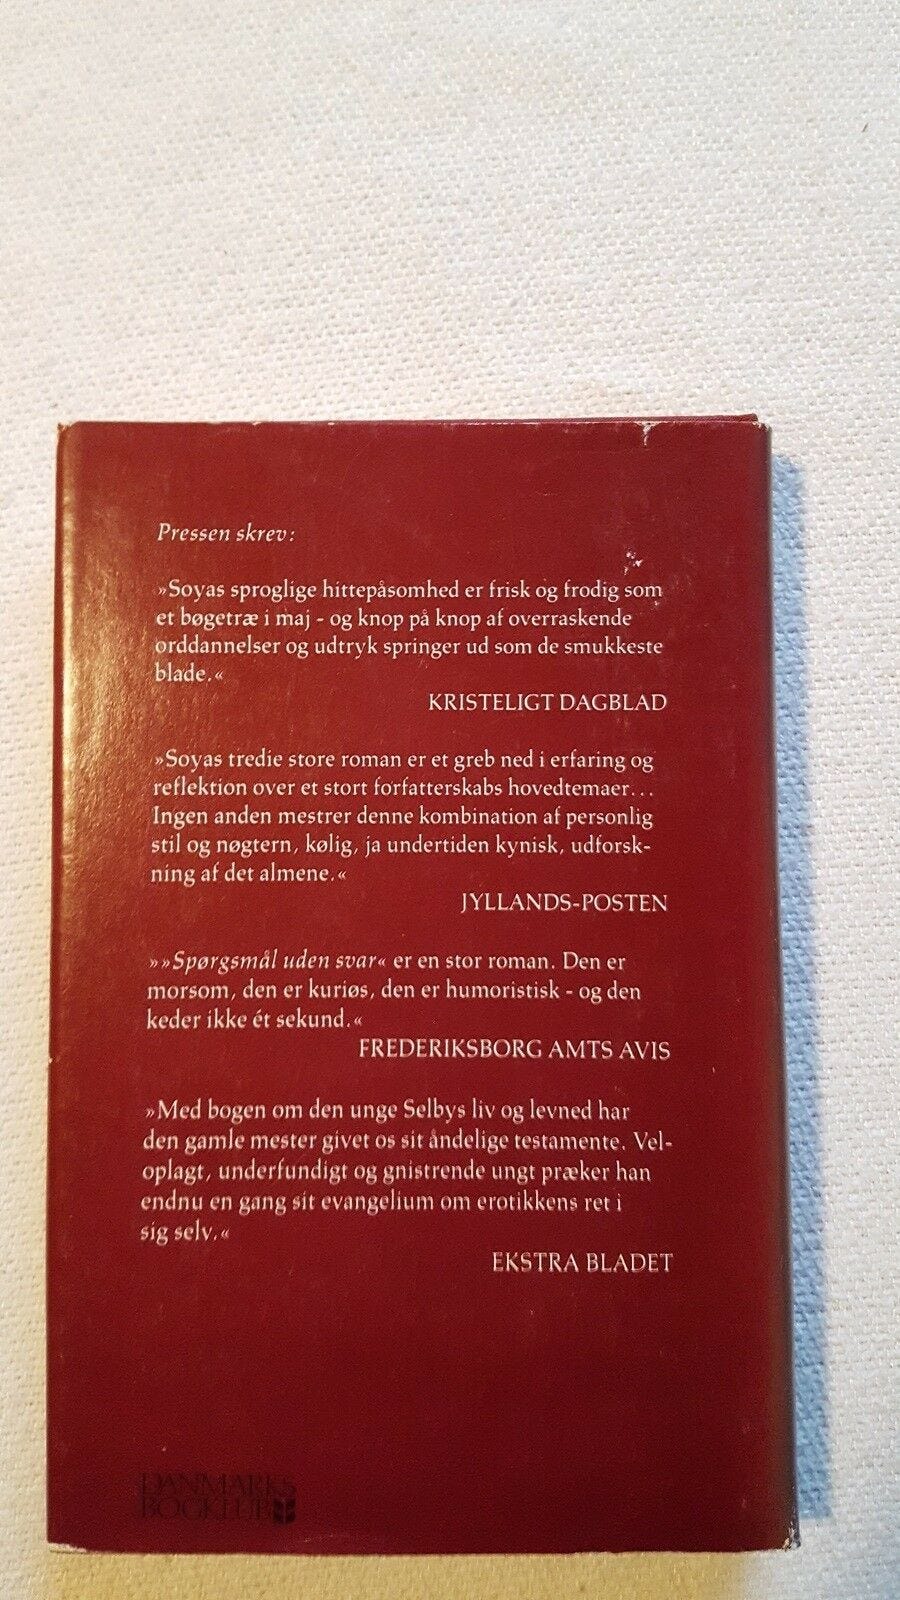 Pressen skrev:
»Soyas sproglige hittepåsomhed er frisk og frodig som
et bøgetræ i maj - og knop på knop af overraskende
orddannelser og udtryk springer ud som de smukkeste
blade.«
KRISTELIGT DAGBLAD
»Soyas tredie store roman er et greb ned i erfaring og
reflektion over et stort forfatterskabs hovedtemaer...
Ingen anden mestrer denne kombination af personlig
stil og nøgtern, kølig, ja undertiden kynisk, udforsk-
ning af det almene.«
JYLLANDS-POSTEN
»»Spørgsmål uden svar« er en stor roman. Den er
morsom, den er kuriøs, den er humoristisk - og den
keder ikke ét sekund.«
FREDERIKSBORG AMTS AVIS
»Med bogen om den unge Selbys liv og levned har
den gamle mester givet os sit åndelige testamente. Vel-
oplagt, underfundigt og gnistrende ungt præker han
endnu en gang sit evangelium om erotikkens ret i
sig selv.«
EKSTRA BLADET
DANMARKS
BOGKLUB